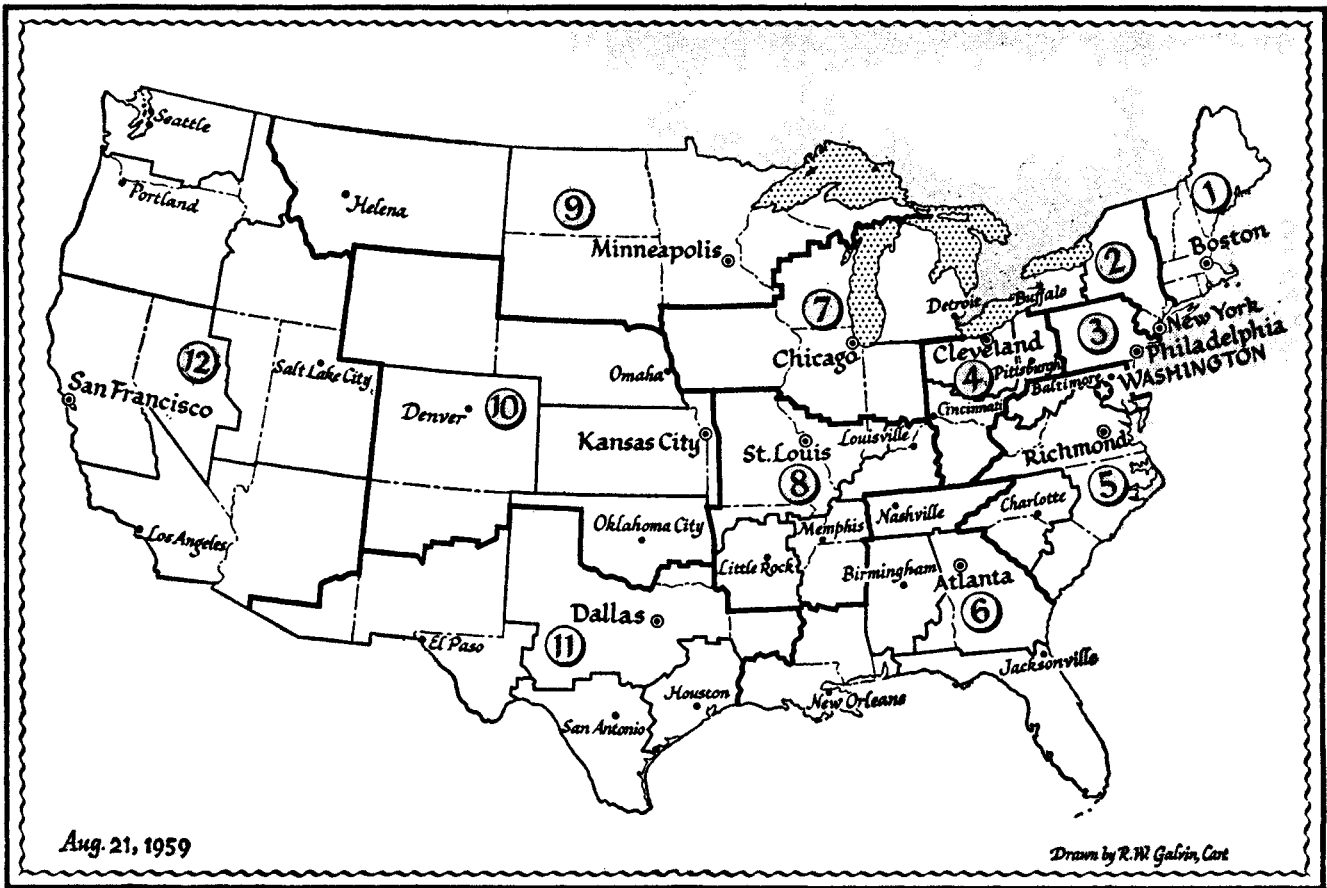 Seattle
Portland
Helena
9
Minneapolis
1
Boston
2
Detroit
Buffalo
7
3
New York
Philadelphia
Cleveland
Chicago
Pittsburgh
WASHINGTON
Baltimore
4
12
Salt Lake City
Omaha
San Francisco
Denver
10
Cincinnati
Kansas City
St. Louis
Louisville
Richmond
8
5
Charlotte
Nashville
Oklahoma City
Memphis
Los Angeles
Little Rock
Birmingham
Atlanta
6
Dallas
11
El Paso
Jacksonville
Houston
New Orleans
San Antonio
Aug. 21, 1959
Drawn by R.W. Galvin, Cart